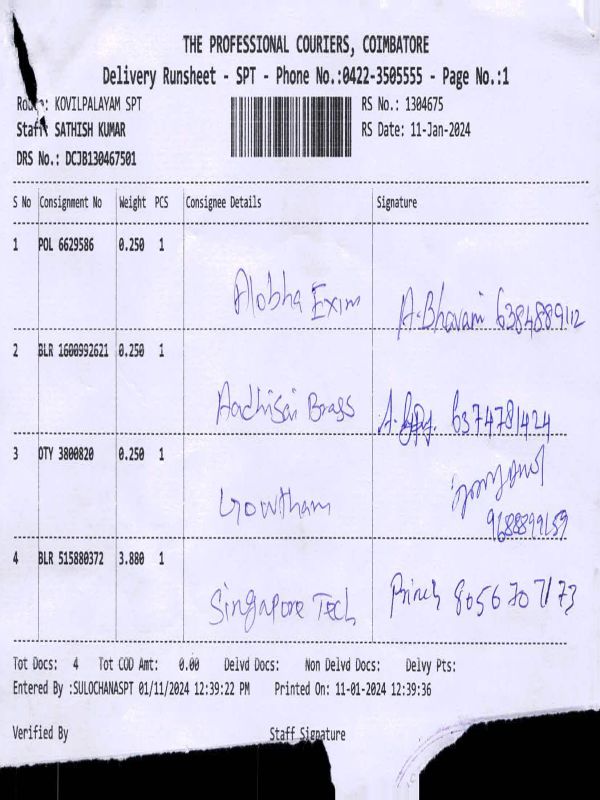 THE PROFESSIONAL COURIERS, COIMBATORE
Delivery Runsheet - SPT - Phone No.:0422-3505555 - Page No.:1
Route: KOVILPALAYAM SPT RS No.: 1304675
Staff: SATHISH KUMAR RS Date: 11-Jan-2024
DRS No.: DCJB130467501
S No Consignment No Weight PCS Consignee Details Signature
1 POL 6629586 0.250 1
Alobha Exim A.Bhavani 6384889112
2 BLR 1600992621 0.250 1
Aadhisai Brass 6374781424
3 OTY 3800820 0.250 1
Gowtham
9688899159
4 BLR 515880372 3.880 1
Singapore Tech 8056707173
Tot Docs: 4 Tot COD Amt: 0.00 Delvd Docs: Non Delvd Docs: Delvy Pts:
Entered By :SULOCHANASPT 01/11/2024 12:39:22 PM Printed On: 11-01-2024 12:39:36
Verified By Staff Signature